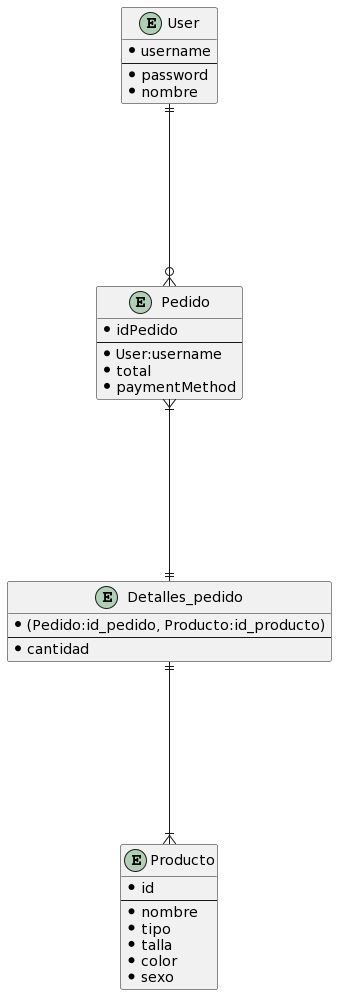 E User
username
password
nombre
E Pedido
idPedido
User:username
total
paymentMethod
E Detalles_pedido
(Pedido:id_pedido, Producto:id_producto)
cantidad
E Producto
id
nombre
tipo
talla
color
sexo